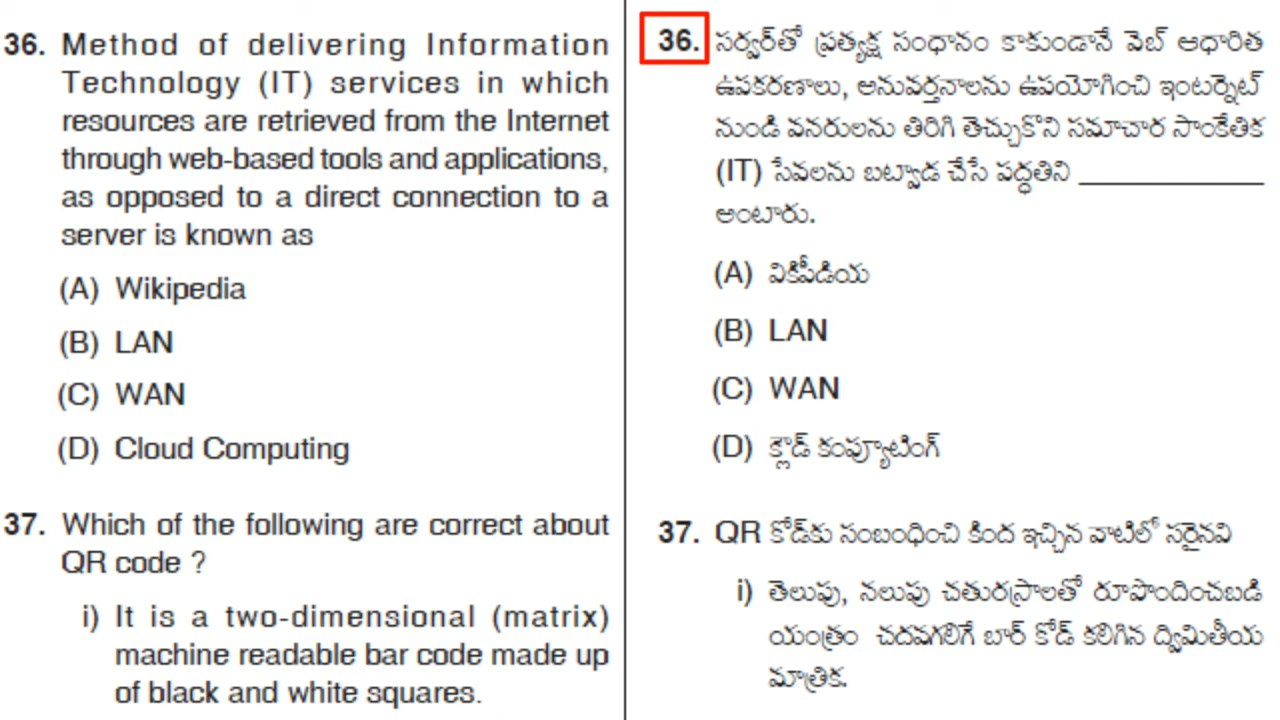 36. Method of delivering Information
Technology (IT) services in which
resources are retrieved from the Internet
through web-based tools and applications,
as opposed to a direct connection to a
server is known as
(A) Wikipedia
(B) LAN
(C) WAN
(D) Cloud Computing
37. Which of the following are correct about
QR code ?
i) It is a two-dimensional (matrix)
machine readable bar code made up
of black and white squares.
36. సర్వర్‌తో ప్రత్యక్ష సంధానం కాకుండానే వెబ్ ఆధారిత
ఉపకరణాలు, అనువర్తనాలను ఉపయోగించి ఇంటర్నెట్
నుండి వనరులను తిరిగి తెచ్చుకొని సమాచార సాంకేతిక
(IT) సేవలను బట్వాడ చేసే పద్ధతిని ____________
అంటారు.
(A) వికీపీడియ
(B) LAN
(C) WAN
(D) క్లౌడ్ కంప్యూటింగ్
37. QR కోడ్‌కు సంబంధించి కింద ఇచ్చిన వాటిలో సరైనవి
i) తెలుపు, నలుపు చతురస్రాలతో రూపొందించబడి
యంత్రం చదవగలిగే బార్ కోడ్ కలిగిన ద్విమితీయ
మాత్రిక.